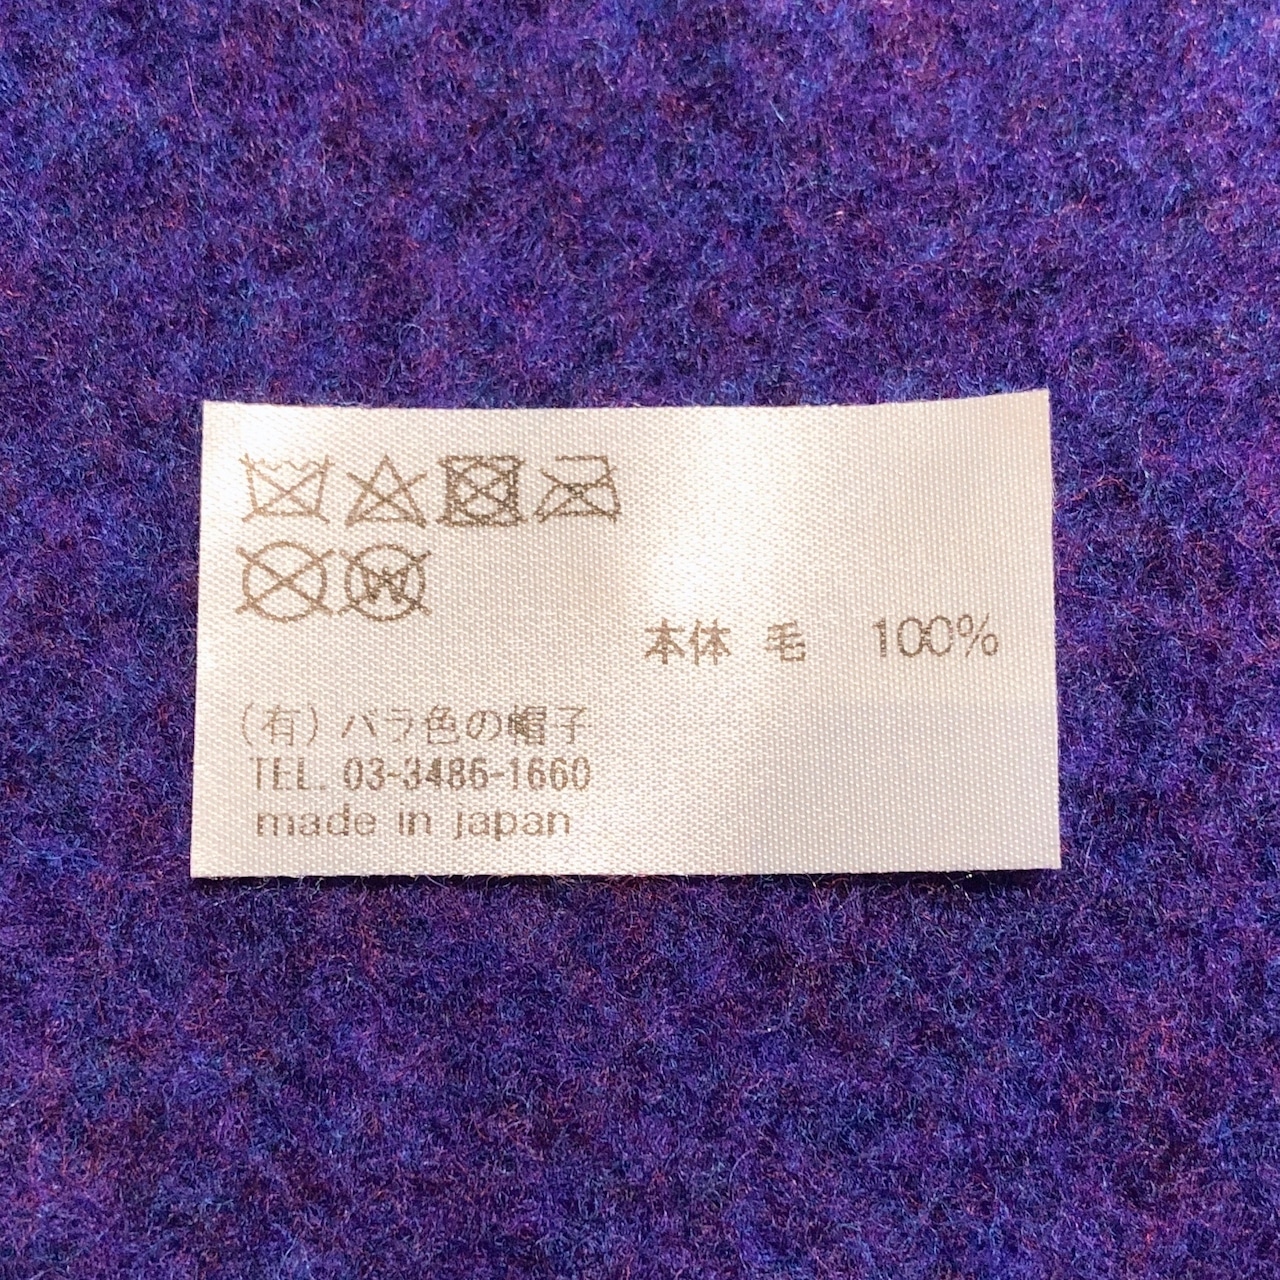 W
本体 毛 100%
(有) バラ色の帽子
TEL. 03-3486-1660
made in japan